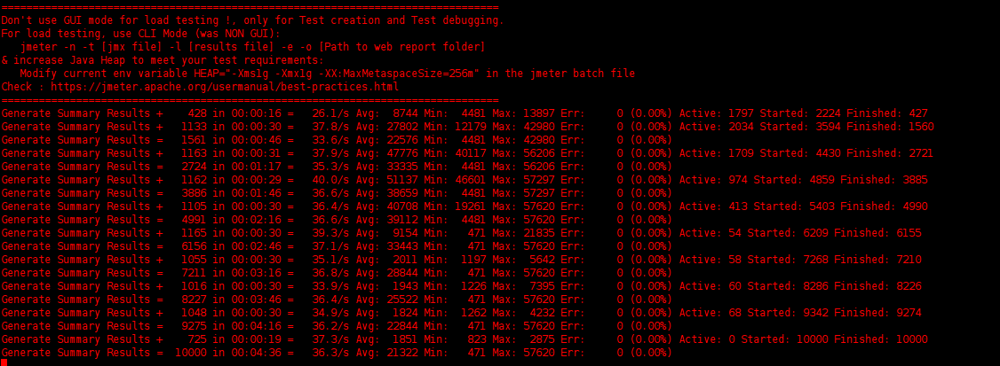 ================================================================================
Don't use GUI mode for load testing !, only for Test creation and Test debugging.
For load testing, use CLI Mode (was NON GUI):
   jmeter -n -t [jmx file] -l [results file] -e -o [Path to web report folder]
& increase Java Heap to meet your test requirements:
   Modify current env variable HEAP="-Xms1g -Xmx1g -XX:MaxMetaspaceSize=256m" in the jmeter batch file
Check : https://jmeter.apache.org/usermanual/best-practices.html
================================================================================
Generate Summary Results +    428 in 00:00:16 =   26.1/s Avg:  8744 Min:  4481 Max: 13897 Err:     0 (0.00%) Active: 1797 Started: 2224 Finished: 427
Generate Summary Results +   1133 in 00:00:30 =   37.8/s Avg: 27802 Min: 12179 Max: 42980 Err:     0 (0.00%) Active: 2034 Started: 3594 Finished: 1560
Generate Summary Results =   1561 in 00:00:46 =   33.6/s Avg: 22576 Min:  4481 Max: 42980 Err:     0 (0.00%)
Generate Summary Results +   1163 in 00:00:31 =   37.9/s Avg: 47776 Min: 40117 Max: 56206 Err:     0 (0.00%) Active: 1709 Started: 4430 Finished: 2721
Generate Summary Results =   2724 in 00:01:17 =   35.3/s Avg: 33335 Min:  4481 Max: 56206 Err:     0 (0.00%)
Generate Summary Results +   1162 in 00:00:29 =   40.0/s Avg: 51137 Min: 46601 Max: 57297 Err:     0 (0.00%) Active: 974 Started: 4859 Finished: 3885
Generate Summary Results =   3886 in 00:01:46 =   36.6/s Avg: 38659 Min:  4481 Max: 57297 Err:     0 (0.00%)
Generate Summary Results +   1105 in 00:00:30 =   36.4/s Avg: 40708 Min: 19261 Max: 57620 Err:     0 (0.00%) Active: 413 Started: 5403 Finished: 4990
Generate Summary Results =   4991 in 00:02:16 =   36.6/s Avg: 39112 Min:  4481 Max: 57620 Err:     0 (0.00%)
Generate Summary Results +   1165 in 00:00:30 =   39.3/s Avg:  9154 Min:   471 Max: 21835 Err:     0 (0.00%) Active: 54 Started: 6209 Finished: 6155
Generate Summary Results =   6156 in 00:02:46 =   37.1/s Avg: 33443 Min:   471 Max: 57620 Err:     0 (0.00%)
Generate Summary Results +   1055 in 00:00:30 =   35.1/s Avg:  2011 Min:  1197 Max:  5642 Err:     0 (0.00%) Active: 58 Started: 7268 Finished: 7210
Generate Summary Results =   7211 in 00:03:16 =   36.8/s Avg: 28844 Min:   471 Max: 57620 Err:     0 (0.00%)
Generate Summary Results +   1016 in 00:00:30 =   33.9/s Avg:  1943 Min:  1226 Max:  7395 Err:     0 (0.00%) Active: 60 Started: 8286 Finished: 8226
Generate Summary Results =   8227 in 00:03:46 =   36.4/s Avg: 25522 Min:   471 Max: 57620 Err:     0 (0.00%)
Generate Summary Results +   1048 in 00:00:30 =   34.9/s Avg:  1824 Min:  1262 Max:  4232 Err:     0 (0.00%) Active: 68 Started: 9342 Finished: 9274
Generate Summary Results =   9275 in 00:04:16 =   36.2/s Avg: 22844 Min:   471 Max: 57620 Err:     0 (0.00%)
Generate Summary Results +    725 in 00:00:19 =   37.3/s Avg:  1851 Min:   823 Max:  2875 Err:     0 (0.00%) Active: 0 Started: 10000 Finished: 10000
Generate Summary Results =  10000 in 00:04:36 =   36.3/s Avg: 21322 Min:   471 Max: 57620 Err:     0 (0.00%)